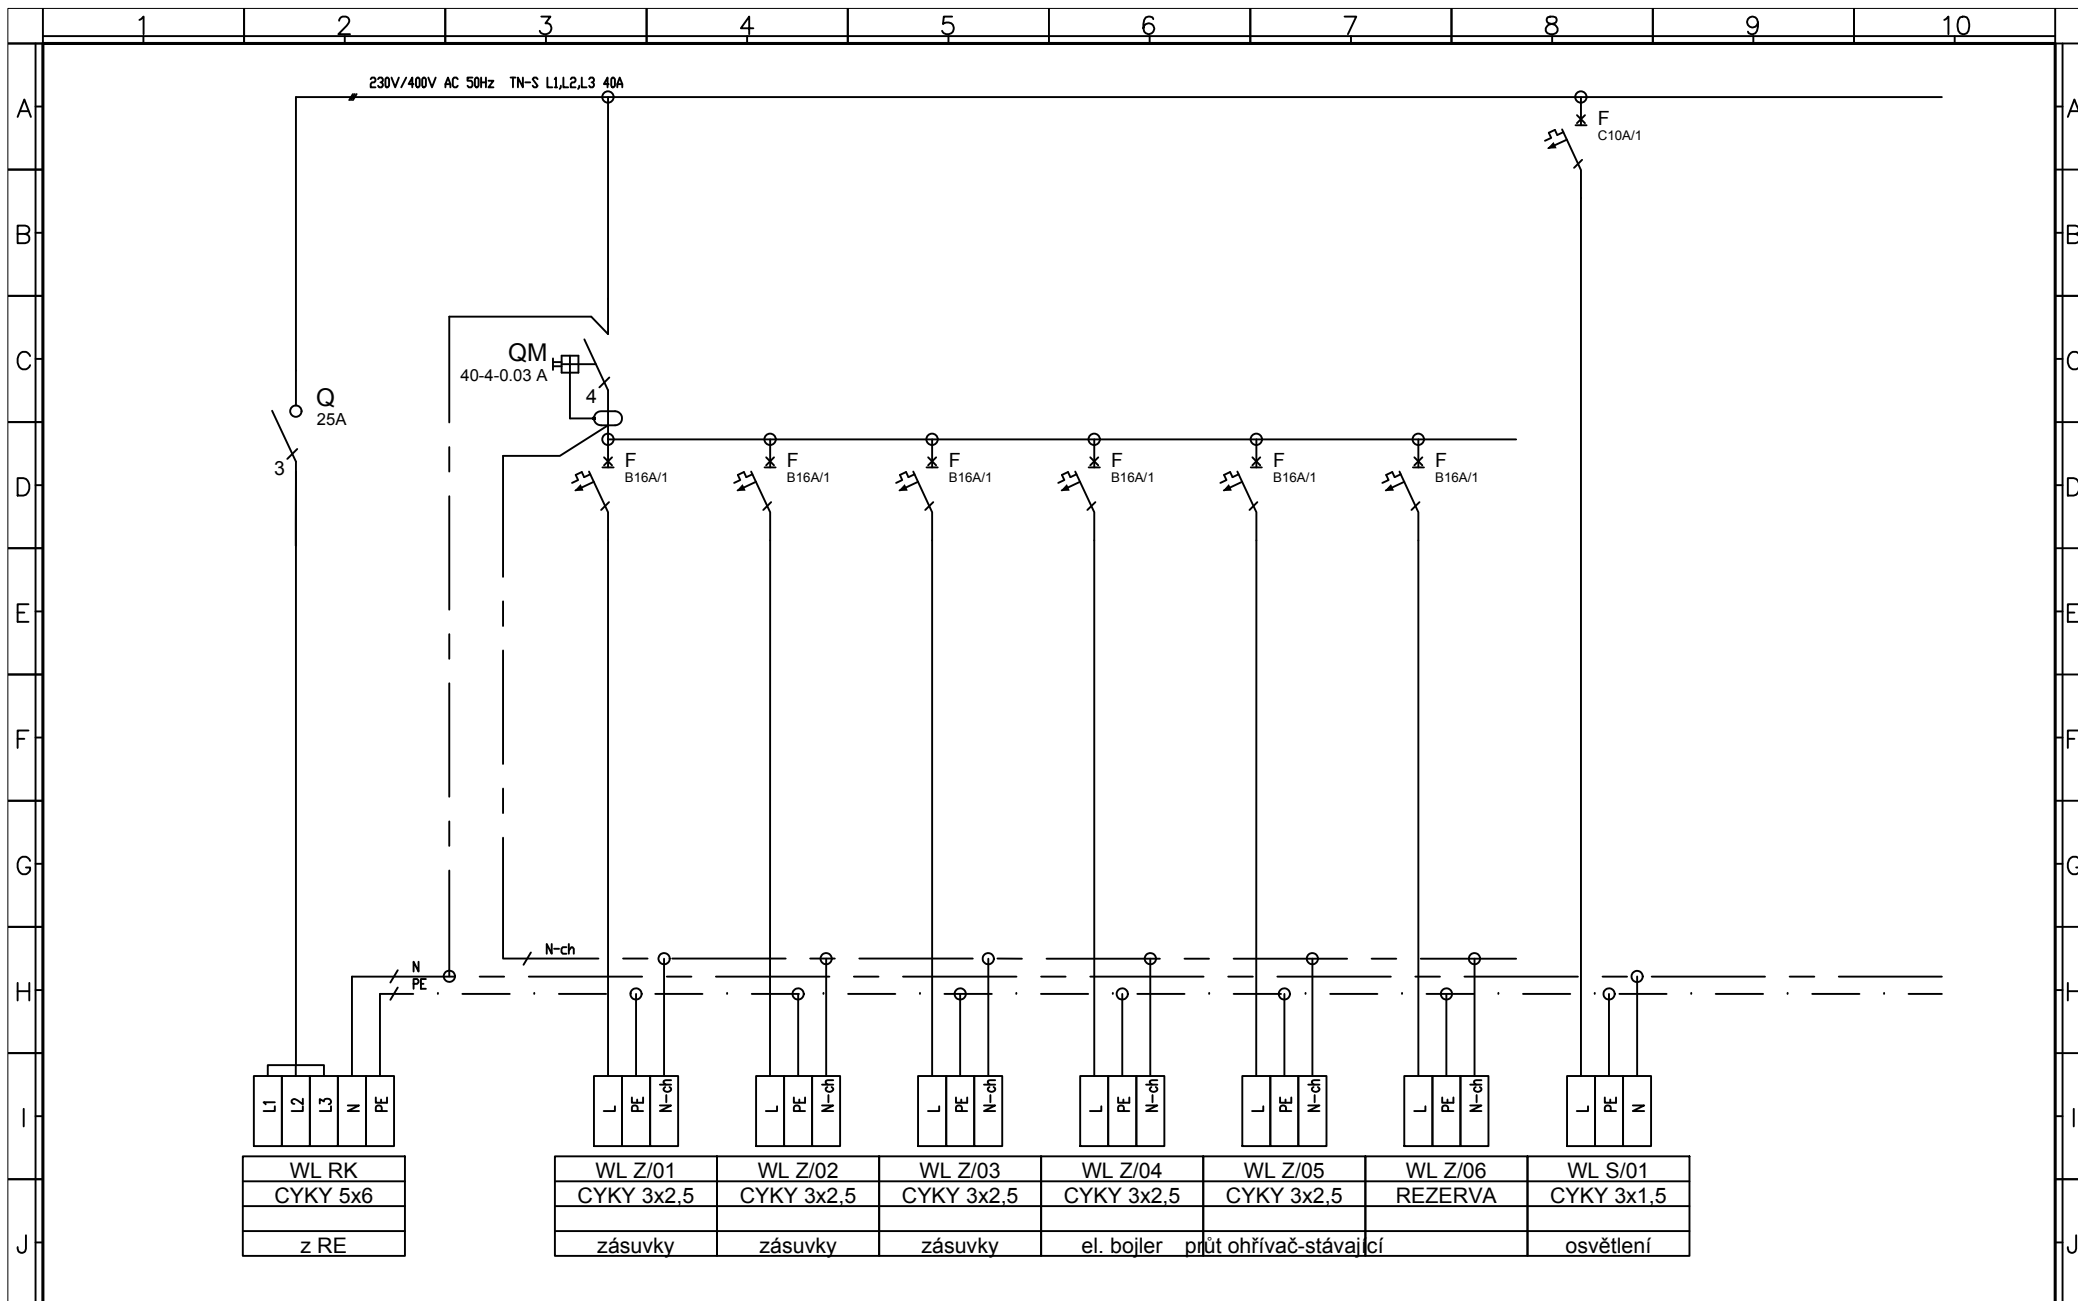 1 2 3 4 5 6 7 8 9 10
230V/400V AC 50Hz TN-S L1,L2,L3 40A
A A
F
C10A/1
B B
QM
40-4-0.03 A
4
C C
Q
25A
3
F F F F F F
B16A/1 B16A/1 B16A/1 B16A/1 B16A/1 B16A/1
D D
E E
F F
G G
N-ch
N
PE
H H
L1 L2 L3 N PE L PE N-ch L PE N-ch L PE N-ch L PE N-ch L PE N-ch L PE N-ch L PE N
I I
WL RK WL Z/01 WL Z/02 WL Z/03 WL Z/04 WL Z/05 WL Z/06 WL S/01
CYKY 5x6 CYKY 3x2,5 CYKY 3x2,5 CYKY 3x2,5 CYKY 3x2,5 CYKY 3x2,5 REZERVA CYKY 3x1,5
z RE zásuvky zásuvky zásuvky el. bojler průt ohřívač-stávající osvětlení
J J